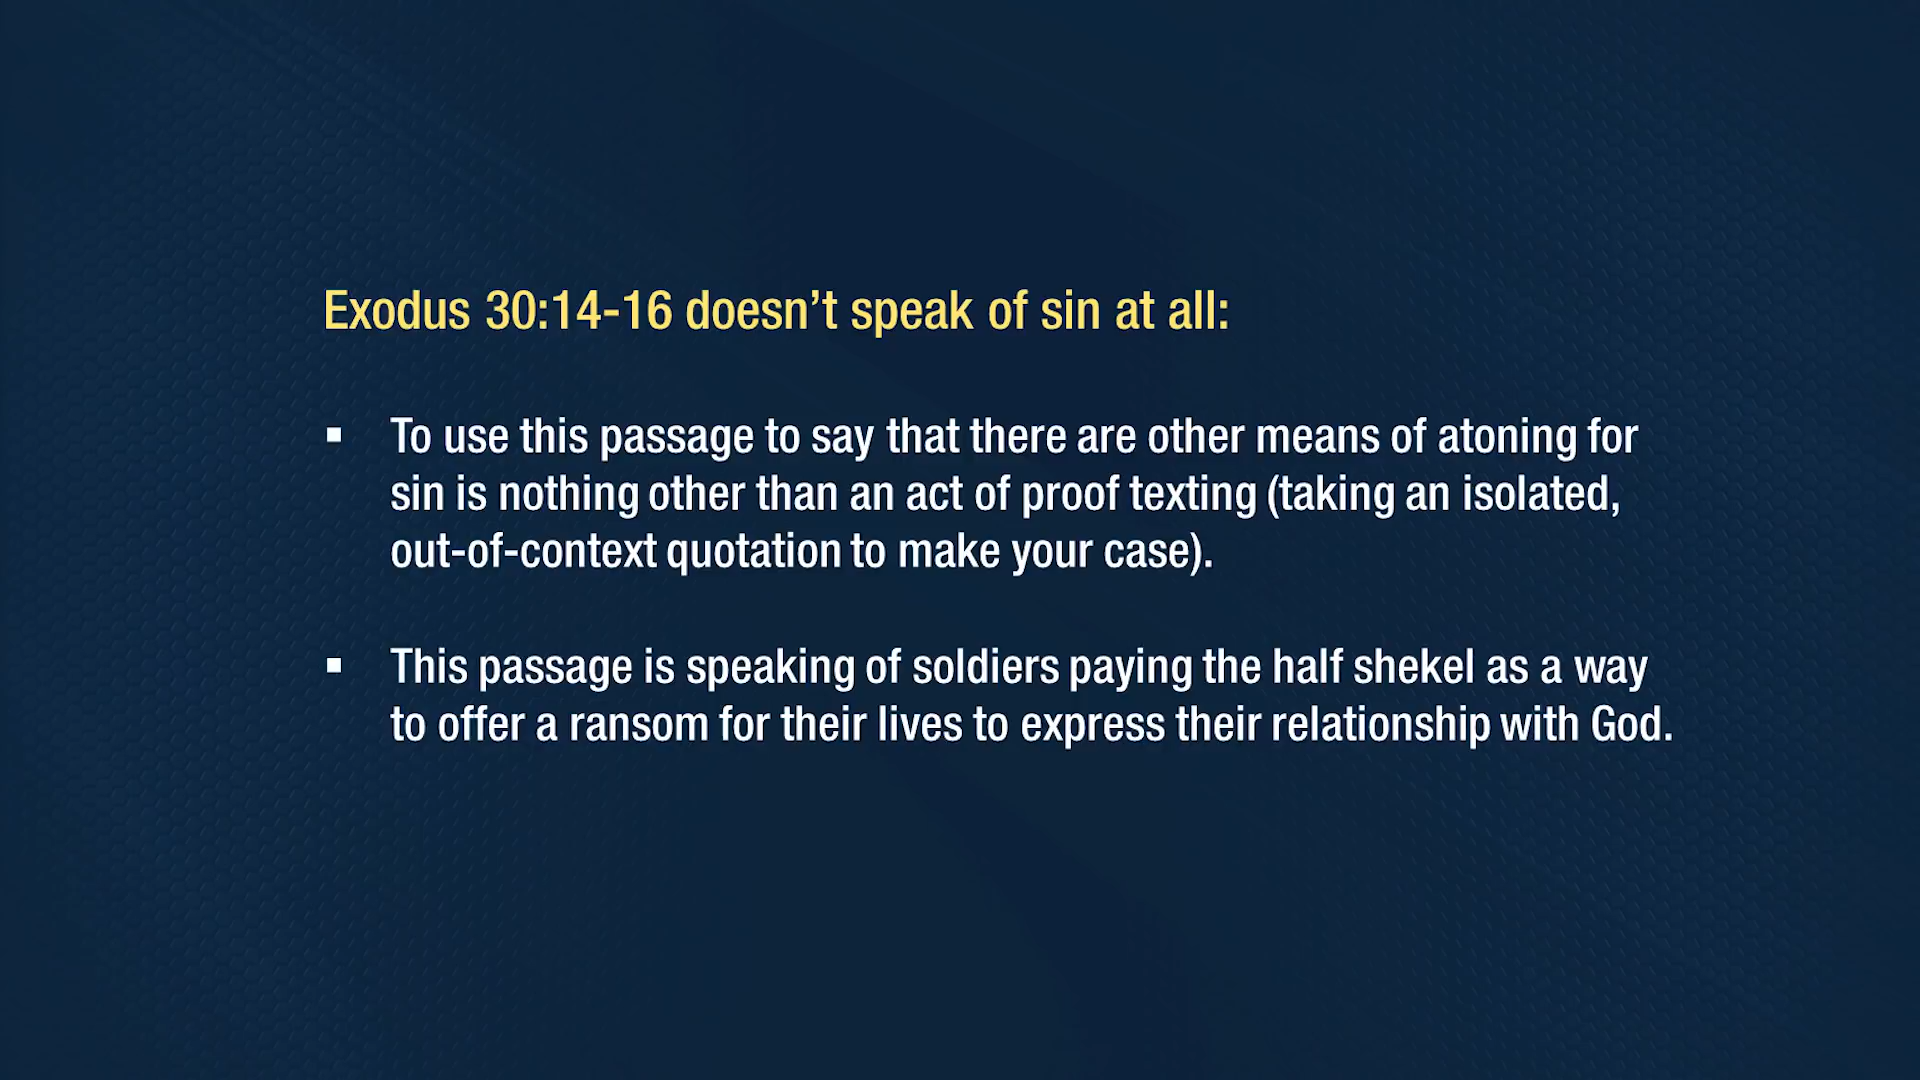 Exodus 30:14-16 doesn’t speak of sin at all:
▪ To use this passage to say that there are other means of atoning for
sin is nothing other than an act of proof texting (taking an isolated,
out-of-context quotation to make your case).
▪ This passage is speaking of soldiers paying the half shekel as a way
to offer a ransom for their lives to express their relationship with God.